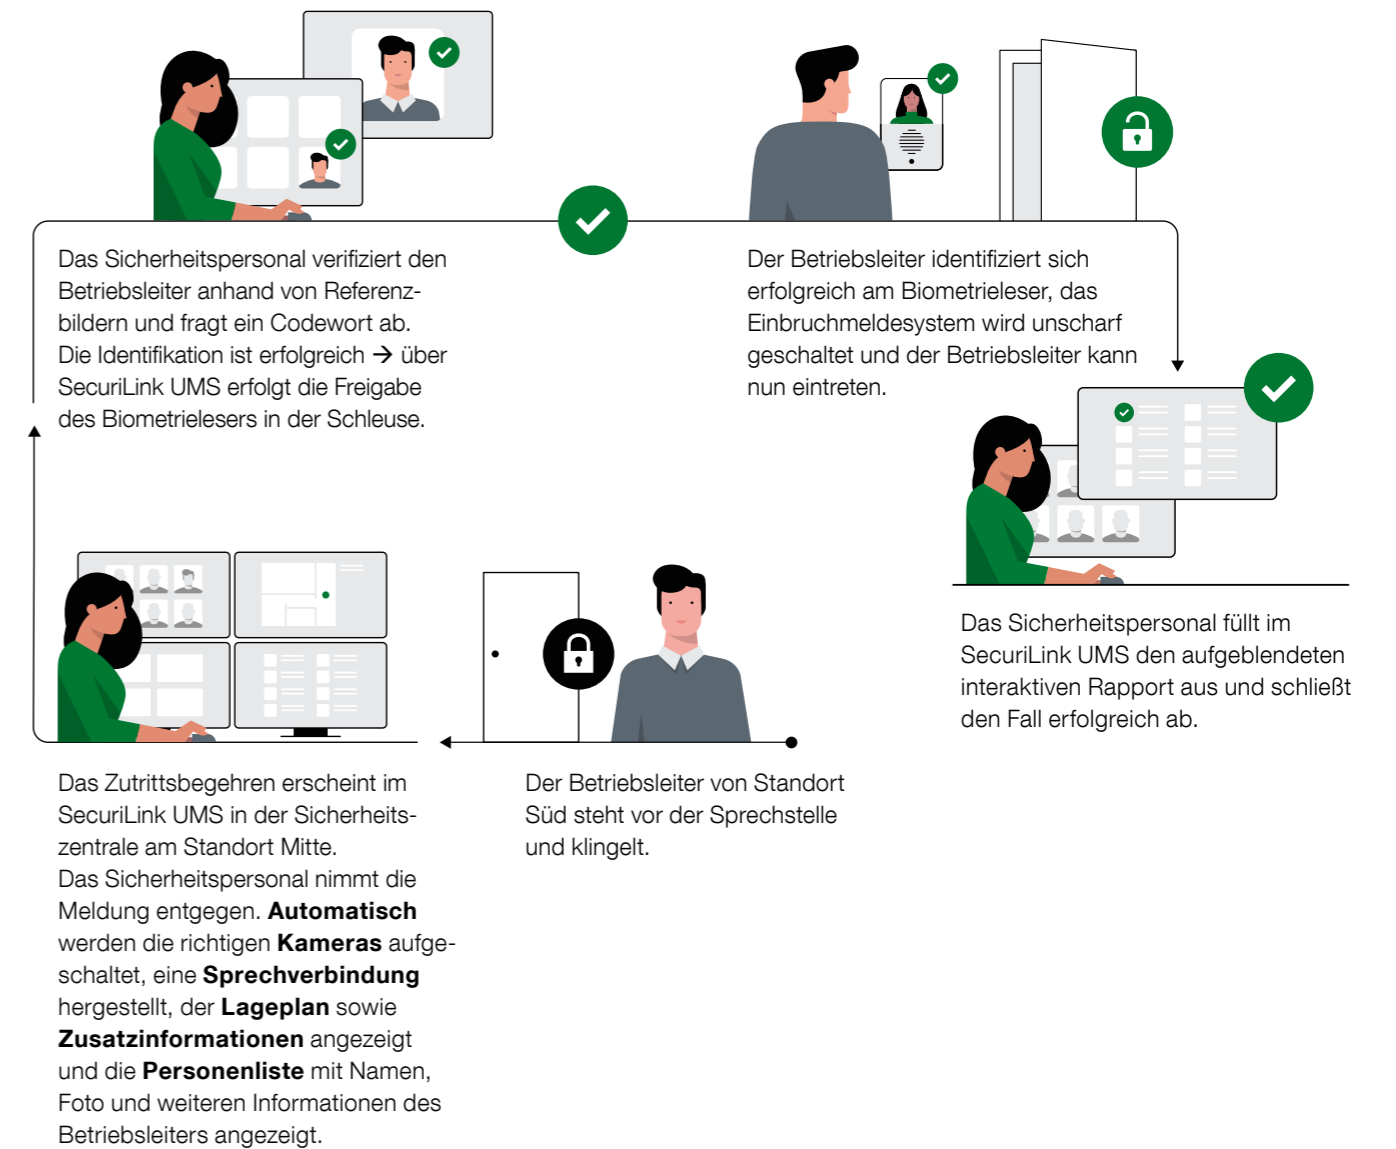 Das Sicherheitspersonal verifiziert den
Betriebsleiter anhand von Referenz-
bildern und fragt ein Codewort ab.
Die Identifikation ist erfolgreich → über
SecuriLink UMS erfolgt die Freigabe
des Biometrielesers in der Schleuse.
Der Betriebsleiter identifiziert sich
erfolgreich am Biometrieleser, das
Einbruchmeldesystem wird unscharf
geschaltet und der Betriebsleiter kann
nun eintreten.
Das Sicherheitspersonal füllt im
SecuriLink UMS den aufgeblendeten
interaktiven Rapport aus und schließt
den Fall erfolgreich ab.
Das Zutrittsbegehren erscheint im
SecuriLink UMS in der Sicherheits-
zentrale am Standort Mitte.
Das Sicherheitspersonal nimmt die
Meldung entgegen. Automatisch
werden die richtigen Kameras aufge-
schaltet, eine Sprechverbindung
hergestellt, der Lageplan sowie
Zusatzinformationen angezeigt
und die Personenliste mit Namen,
Foto und weiteren Informationen des
Betriebsleiters angezeigt.
Der Betriebsleiter von Standort
Süd steht vor der Sprechstelle
und klingelt.